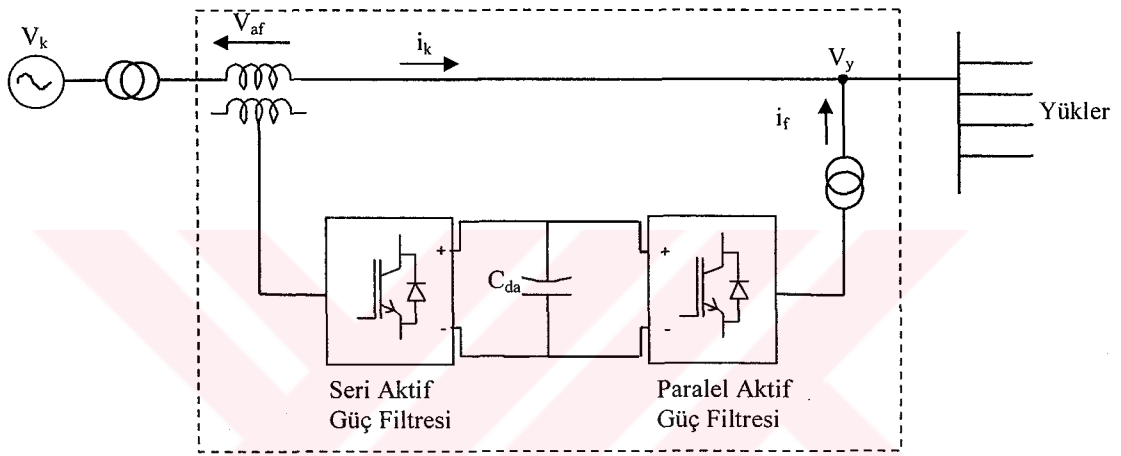 V_k
V_af
i_k
V_y
i_f
Yükler
+
-
C_da
+
-
Seri Aktif
Güç Filtresi
Paralel Aktif
Güç Filtresi